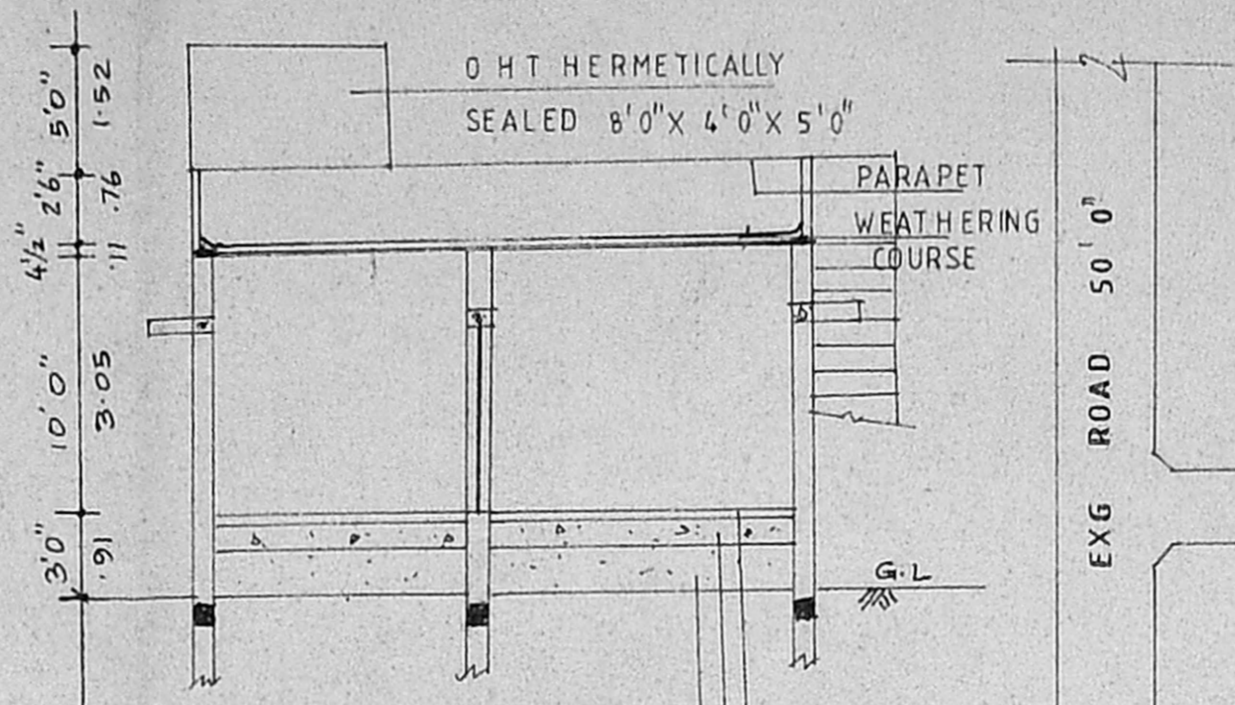 OHT HERMETICALLY
SEALED 8'0"X 4'0"X 5'0"
PARAPET
WEATHERING
COURSE
G.L
5'0"
1.52
2'6"
.76
4½"
.11
10'0"
3.05
3'0"
.91
EXG ROAD 50'0"